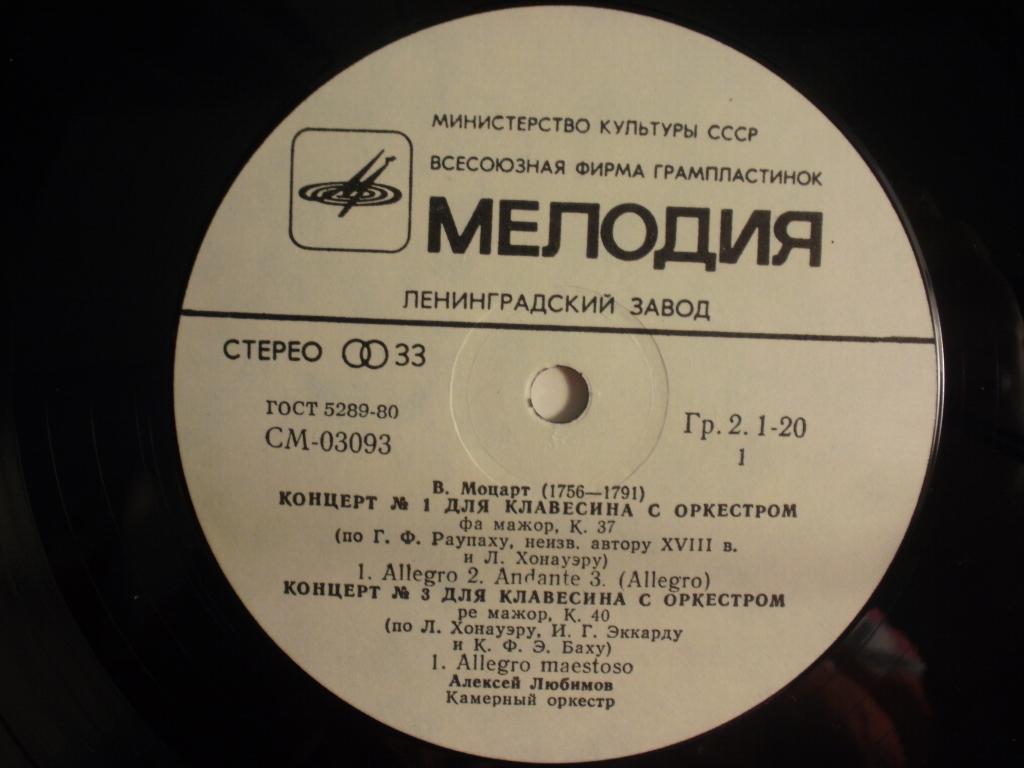 МИНИСТЕРСТВО КУЛЬТУРЫ СССР
ВСЕСОЮЗНАЯ ФИРМА ГРАМПЛАСТИНОК
МЕЛОДИЯ
ЛЕНИНГРАДСКИЙ ЗАВОД
СТЕРЕО 33
ГОСТ 5289-80
СМ-03093
Гр. 2. 1-20
1
В. Моцарт (1756—1791)
КОНЦЕРТ № 1 ДЛЯ КЛАВЕСИНА С ОРКЕСТРОМ
фа мажор, К. 37
(по Г. Ф. Раупаху, неизв. автору XVIII в.
и Л. Хонауэру)
1. Allegro 2. Andante 3. (Allegro)
КОНЦЕРТ № 3 ДЛЯ КЛАВЕСИНА С ОРКЕСТРОМ
ре мажор, К. 40
(по Л. Хонауэру, И. Г. Эккарду
и К. Ф. Э. Баху)
1. Allegro maestoso
Алексей Любимов
Камерный оркестр